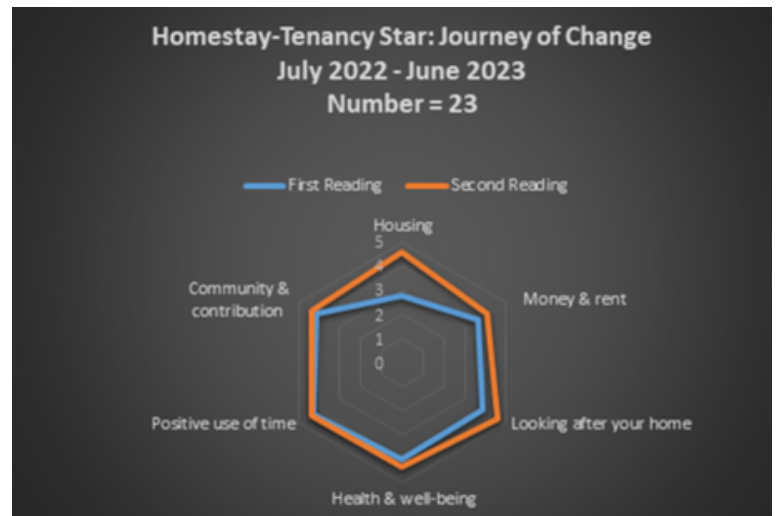 Homestay-Tenancy Star: Journey of Change
July 2022 - June 2023
Number = 23
First Reading
Second Reading
Housing
5
4
3
2
1
0
Money & rent
Looking after your home
Health & well-being
Positive use of time
Community &
contribution